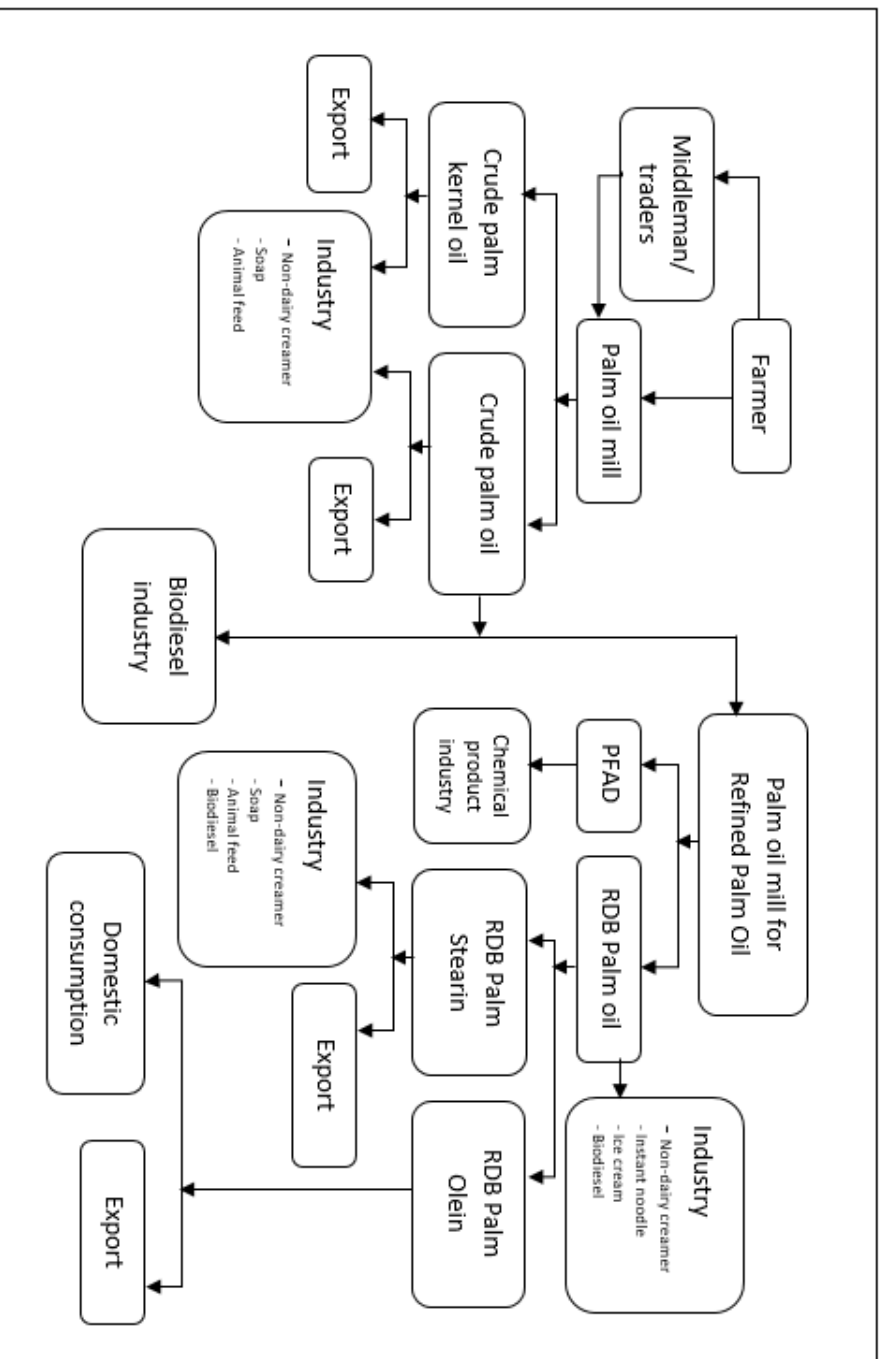 Farmer
Middleman/
traders
Palm oil mill
Crude palm
kernel oil
Crude palm oil
Export
Industry
- Non-dairy creamer
- Soap
- Animal feed
Export
Biodiesel
industry
Palm oil mill for
Refined Palm Oil
PFAD
RDB Palm oil
Industry
- Non-dairy creamer
- Instant noodle
- Ice cream
- Biodiesel
Chemical
product
industry
RDB Palm
Stearin
RDB Palm
Olein
Industry
- Non-dairy creamer
- Soap
- Animal feed
- Biodiesel
Export
Domestic
consumption
Export